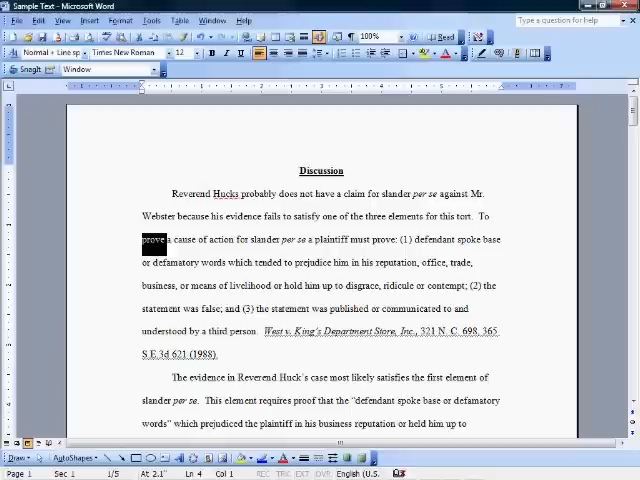 Sample Text - Microsoft Word
File Edit View Insert Format Tools Table Window Help
Type a question for help
100% Read
Normal + Line sp Times New Roman 12 B I U
SnagIt Window
Discussion
Reverend Hucks probably does not have a claim for slander per se against Mr.
Webster because his evidence fails to satisfy one of the three elements for this tort. To
prove a cause of action for slander per se a plaintiff must prove: (1) defendant spoke base
or defamatory words which tended to prejudice him in his reputation, office, trade,
business, or means of livelihood or hold him up to disgrace, ridicule or contempt; (2) the
statement was false; and (3) the statement was published or communicated to and
understood by a third person. West v. King's Department Store, Inc., 321 N. C. 698, 365
S.E.3d 621 (1988).
The evidence in Reverend Huck's case most likely satisfies the first element of
slander per se. This element requires proof that the "defendant spoke base or defamatory
words" which prejudiced the plaintiff in his business reputation or held him up to
Draw AutoShapes
Page 1 Sec 1 1/5 At 2.1" Ln 4 Col 1 REC TRK EXT OVR English (U.S.